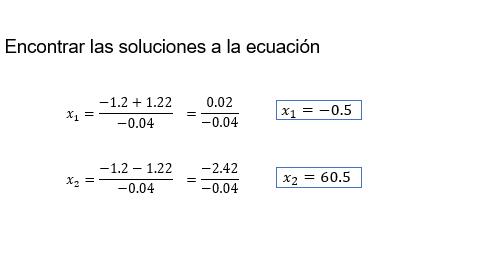 Encontrar las soluciones a la ecuación
x₁ = (−1.2 + 1.22)/(−0.04) = 0.02/(−0.04) x₁ = −0.5
x₂ = (−1.2 − 1.22)/(−0.04) = −2.42/(−0.04) x₂ = 60.5